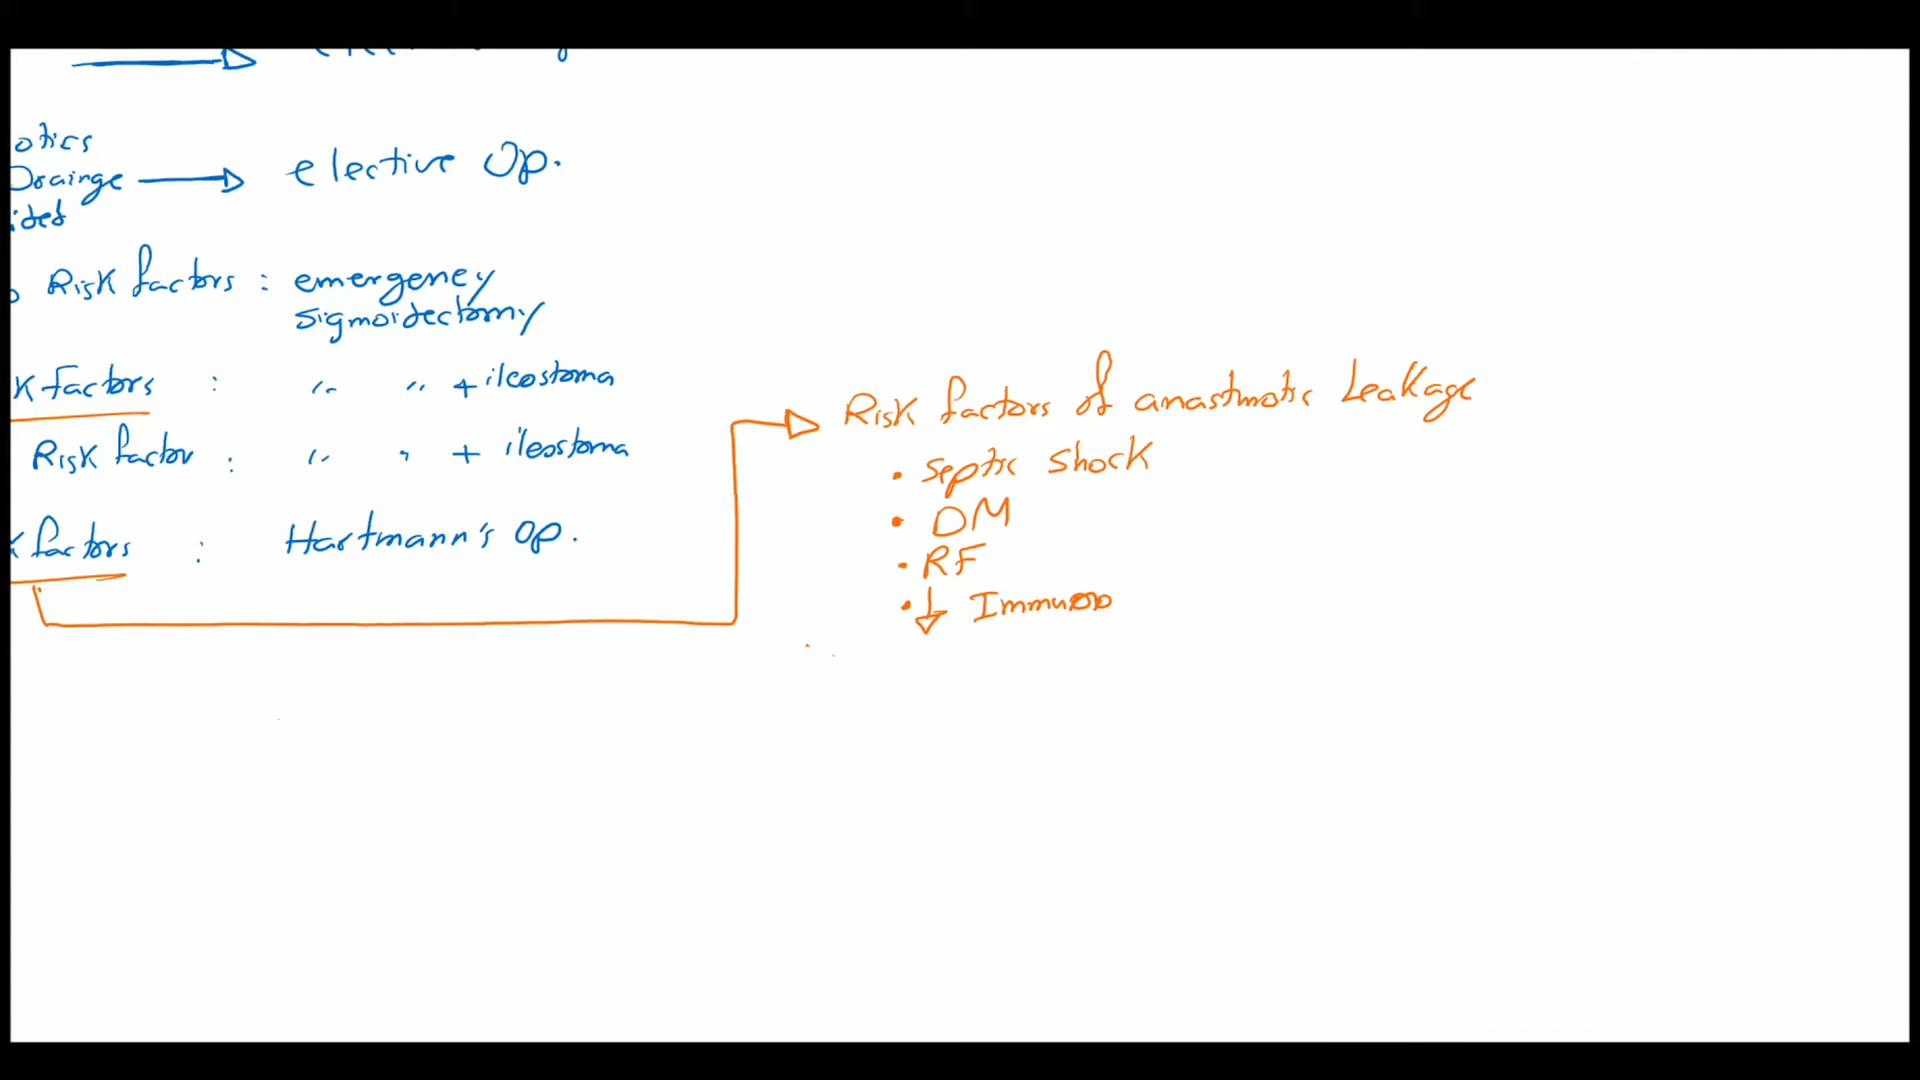 otics
Drainge → elective Op.
ided
Risk factors : emergency
sigmoidectomy
K factors : " " + ileostoma
Risk factor : " " + ileostoma
K factors : Hartmann's Op.
Risk factors of anastmotic Leakage
• septic shock
• DM
• RF
• ↓ Immuno